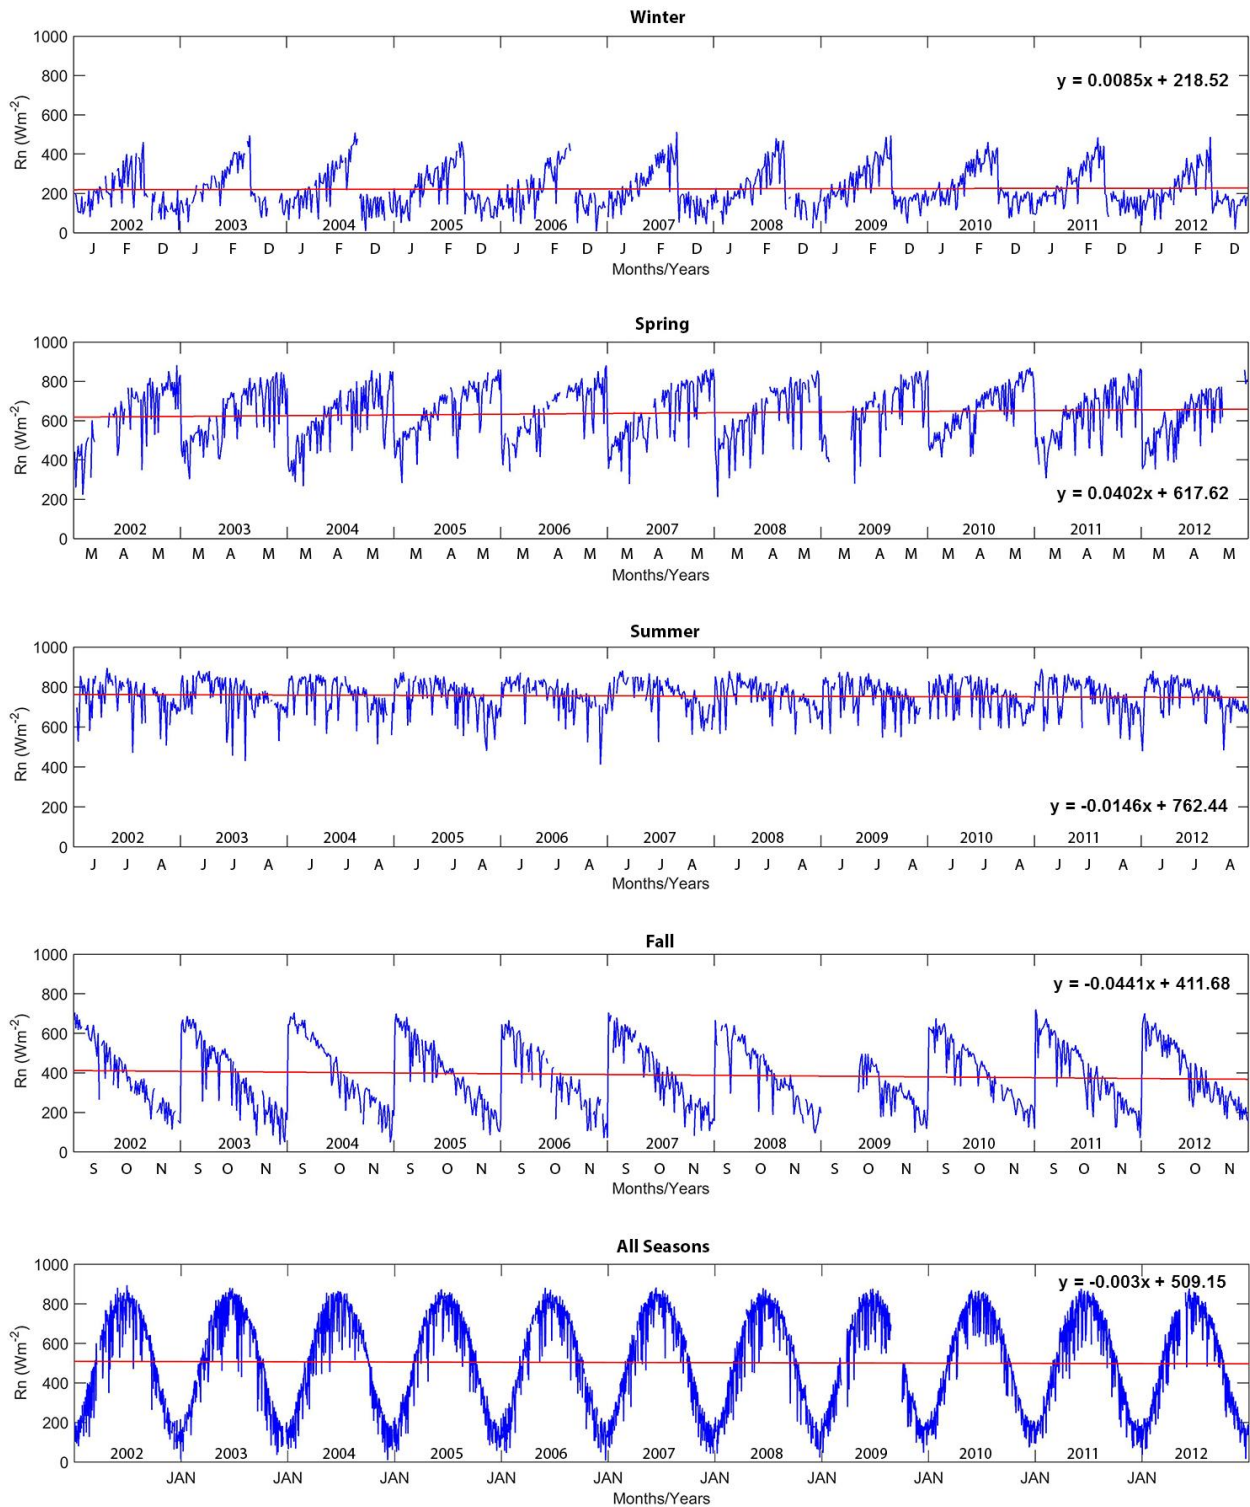 Winter
1000
800
600
400
200
0
Rn (Wm-2)
y = 0.0085x + 218.52
2002 2003 2004 2005 2006 2007 2008 2009 2010 2011 2012
J F D J F D J F D J F D J F D J F D J F D J F D J F D J F D J F D
Months/Years
Spring
1000
800
600
400
200
0
Rn (Wm-2)
y = 0.0402x + 617.62
2002 2003 2004 2005 2006 2007 2008 2009 2010 2011 2012
M A M M A M M A M M A M M A M M A M M A M M A M M A M M A M M A M
Months/Years
Summer
1000
800
600
400
200
0
Rn (Wm-2)
y = -0.0146x + 762.44
2002 2003 2004 2005 2006 2007 2008 2009 2010 2011 2012
J J A J J A J J A J J A J J A J J A J J A J J A J J A J J A J J A
Months/Years
Fall
1000
800
600
400
200
0
Rn (Wm-2)
y = -0.0441x + 411.68
2002 2003 2004 2005 2006 2007 2008 2009 2010 2011 2012
S O N S O N S O N S O N S O N S O N S O N S O N S O N S O N S O N
Months/Years
All Seasons
1000
800
600
400
200
0
Rn (Wm-2)
y = -0.003x + 509.15
2002 2003 2004 2005 2006 2007 2008 2009 2010 2011 2012
JAN JAN JAN JAN JAN JAN JAN JAN JAN JAN
Months/Years